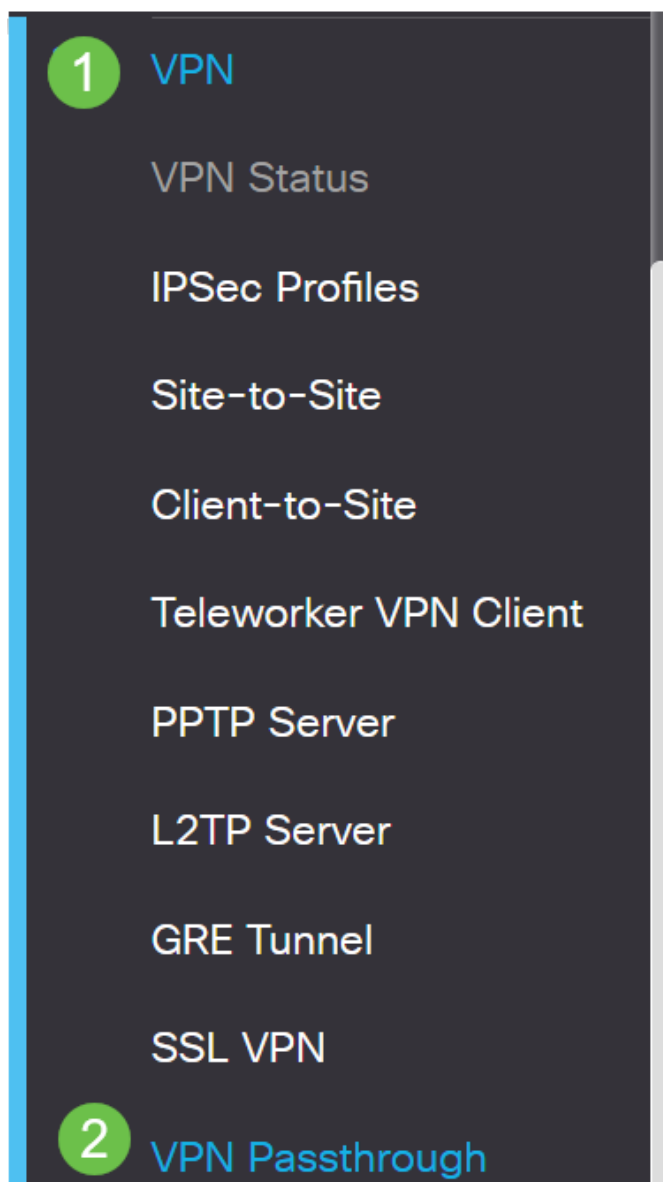 1 VPN
VPN Status
IPSec Profiles
Site-to-Site
Client-to-Site
Teleworker VPN Client
PPTP Server
L2TP Server
GRE Tunnel
SSL VPN
2 VPN Passthrough